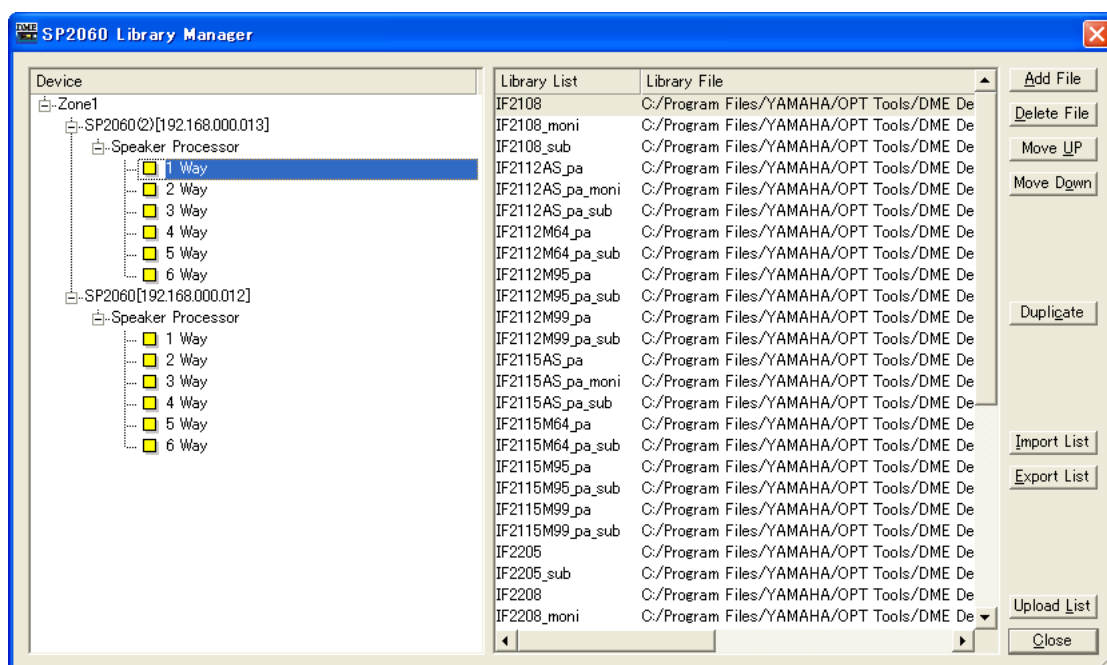 SP2060 Library Manager
Device
Zone1
SP2060(2)[192.168.000.013]
Speaker Processor
1 Way
2 Way
3 Way
4 Way
5 Way
6 Way
SP2060[192.168.000.012]
Speaker Processor
1 Way
2 Way
3 Way
4 Way
5 Way
6 Way
Library List Library File
IF2108 C:/Program Files/YAMAHA/OPT Tools/DME De
IF2108_moni C:/Program Files/YAMAHA/OPT Tools/DME De
IF2108_sub C:/Program Files/YAMAHA/OPT Tools/DME De
IF2112AS_pa C:/Program Files/YAMAHA/OPT Tools/DME De
IF2112AS_pa_moni C:/Program Files/YAMAHA/OPT Tools/DME De
IF2112AS_pa_sub C:/Program Files/YAMAHA/OPT Tools/DME De
IF2112M64_pa C:/Program Files/YAMAHA/OPT Tools/DME De
IF2112M64_pa_sub C:/Program Files/YAMAHA/OPT Tools/DME De
IF2112M95_pa C:/Program Files/YAMAHA/OPT Tools/DME De
IF2112M95_pa_sub C:/Program Files/YAMAHA/OPT Tools/DME De
IF2112M99_pa C:/Program Files/YAMAHA/OPT Tools/DME De
IF2112M99_pa_sub C:/Program Files/YAMAHA/OPT Tools/DME De
IF2115AS_pa C:/Program Files/YAMAHA/OPT Tools/DME De
IF2115AS_pa_moni C:/Program Files/YAMAHA/OPT Tools/DME De
IF2115AS_pa_sub C:/Program Files/YAMAHA/OPT Tools/DME De
IF2115M64_pa C:/Program Files/YAMAHA/OPT Tools/DME De
IF2115M64_pa_sub C:/Program Files/YAMAHA/OPT Tools/DME De
IF2115M95_pa C:/Program Files/YAMAHA/OPT Tools/DME De
IF2115M95_pa_sub C:/Program Files/YAMAHA/OPT Tools/DME De
IF2115M99_pa C:/Program Files/YAMAHA/OPT Tools/DME De
IF2115M99_pa_sub C:/Program Files/YAMAHA/OPT Tools/DME De
IF2205 C:/Program Files/YAMAHA/OPT Tools/DME De
IF2205_sub C:/Program Files/YAMAHA/OPT Tools/DME De
IF2208 C:/Program Files/YAMAHA/OPT Tools/DME De
IF2208_moni C:/Program Files/YAMAHA/OPT Tools/DME De
Add File
Delete File
Move UP
Move Down
Duplicate
Import List
Export List
Upload List
Close